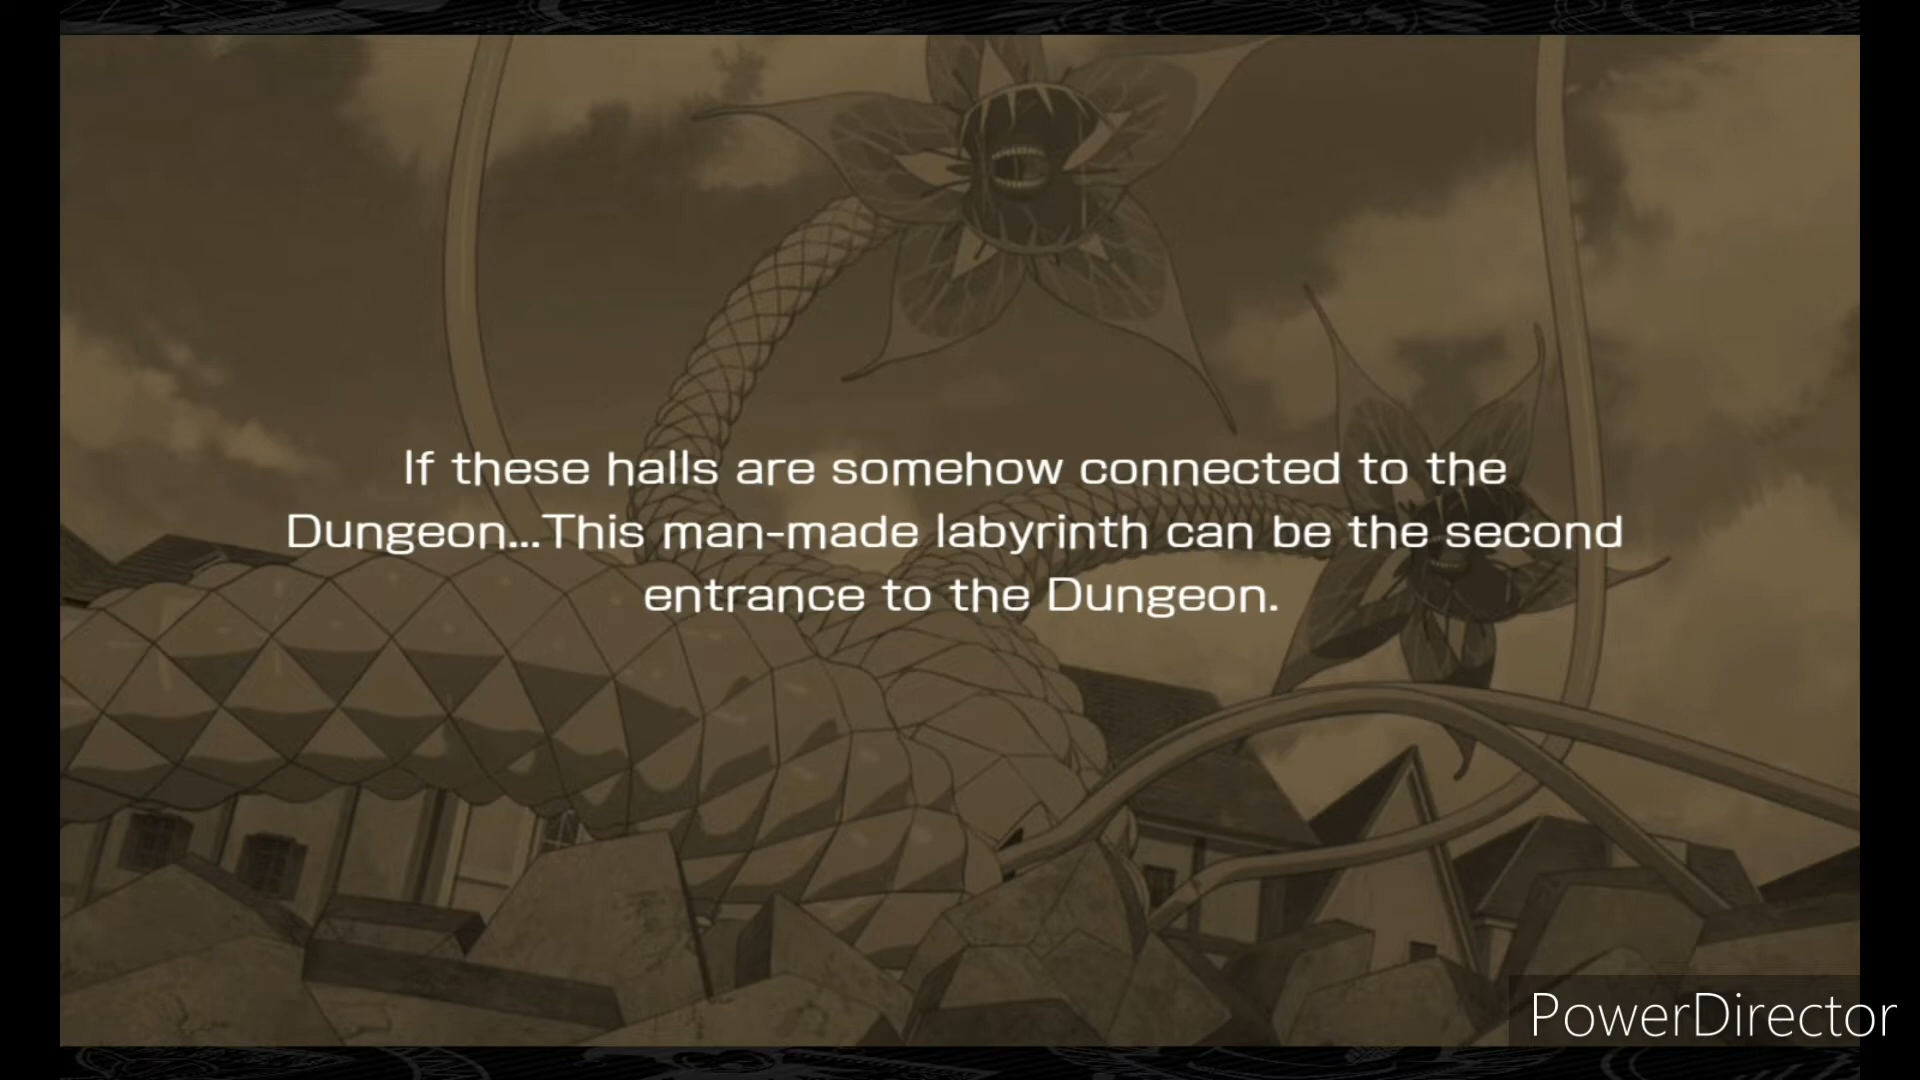 If these halls are somehow connected to the
Dungeon...This man-made labyrinth can be the second
entrance to the Dungeon.
PowerDirector